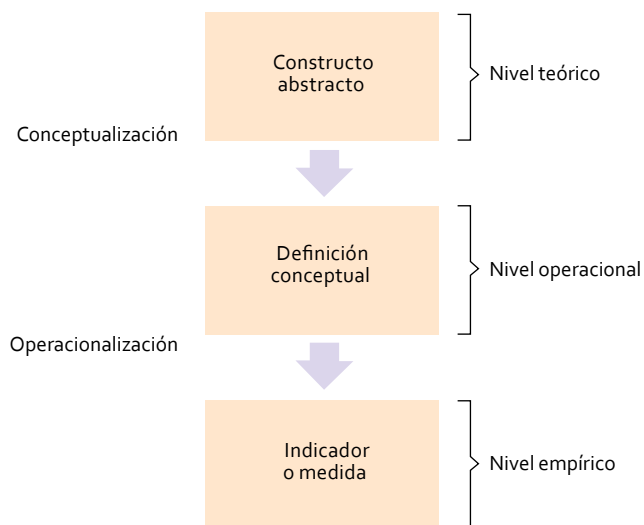 Constructo
abstracto
Nivel teórico
Conceptualización
Definición
conceptual
Nivel operacional
Operacionalización
Indicador
o medida
Nivel empírico